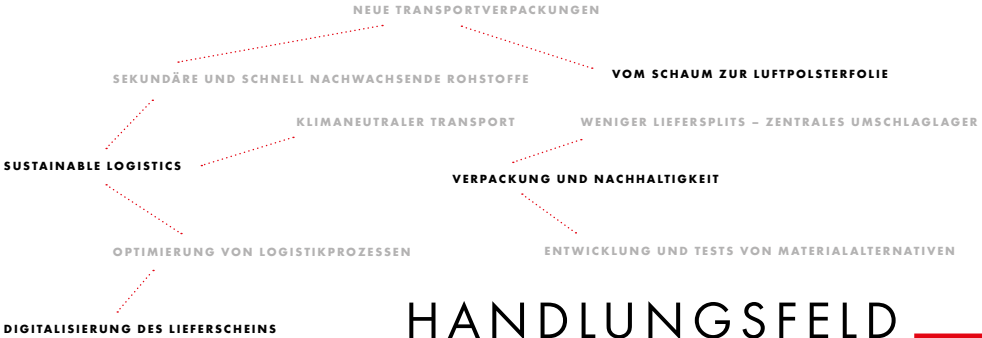 NEUE TRANSPORTVERPACKUNGEN
VOM SCHAUM ZUR LUFTPOLSTERFOLIE
SEKUNDÄRE UND SCHNELL NACHWACHSENDE ROHSTOFFE
KLIMANEUTRALER TRANSPORT
WENIGER LIEFERSPLITS – ZENTRALES UMSCHLAGLAGER
SUSTAINABLE LOGISTICS
VERPACKUNG UND NACHHALTIGKEIT
OPTIMIERUNG VON LOGISTIKPROZESSEN
ENTWICKLUNG UND TESTS VON MATERIALALTERNATIVEN
DIGITALISIERUNG DES LIEFERSCHEINS
HANDLUNGSFELD